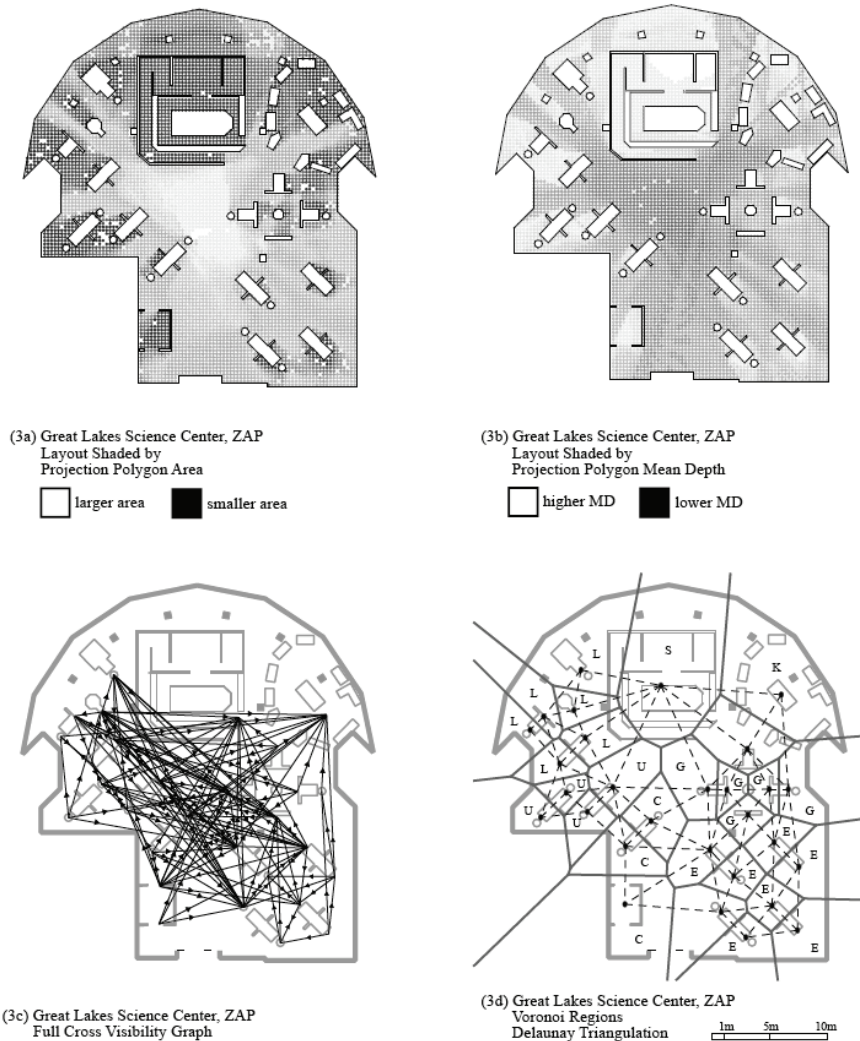 (3a) Great Lakes Science Center, ZAP
Layout Shaded by
Projection Polygon Area
larger area
smaller area
(3b) Great Lakes Science Center, ZAP
Layout Shaded by
Projection Polygon Mean Depth
higher MD
lower MD
L
S
K
L
L
L
L
U
G
G
G
U
U
U
C
G
G
E
C
E
E
E
E
C
E
E
(3c) Great Lakes Science Center, ZAP
Full Cross Visibility Graph
(3d) Great Lakes Science Center, ZAP
Voronoi Regions
Delaunay Triangulation
1m 5m 10m